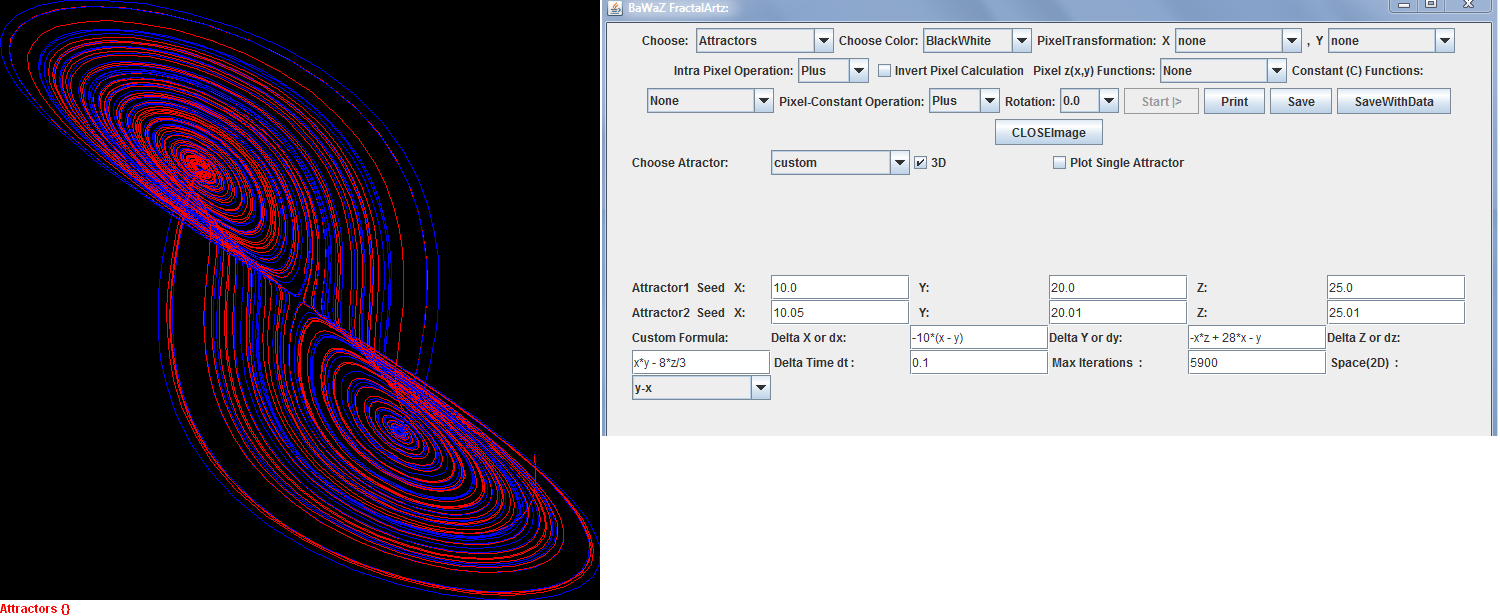 BaWaZ FractalArtz:
Choose: Attractors Choose Color: BlackWhite PixelTransformation: X none , Y none
Intra Pixel Operation: Plus Invert Pixel Calculation Pixel z(x,y) Functions: None Constant (C) Functions:
None Pixel-Constant Operation: Plus Rotation: 0.0 Start |> Print Save SaveWithData
CLOSEImage
Choose Atractor: custom 3D Plot Single Attractor
Attractor1 Seed X: 10.0 Y: 20.0 Z: 25.0
Attractor2 Seed X: 10.05 Y: 20.01 Z: 25.01
Custom Formula: Delta X or dx: -10*(x - y) Delta Y or dy: -x*z + 28*x - y Delta Z or dz:
x*y - 8*z/3 Delta Time dt : 0.1 Max Iterations : 5900 Space(2D) :
y-x
Attractors {}